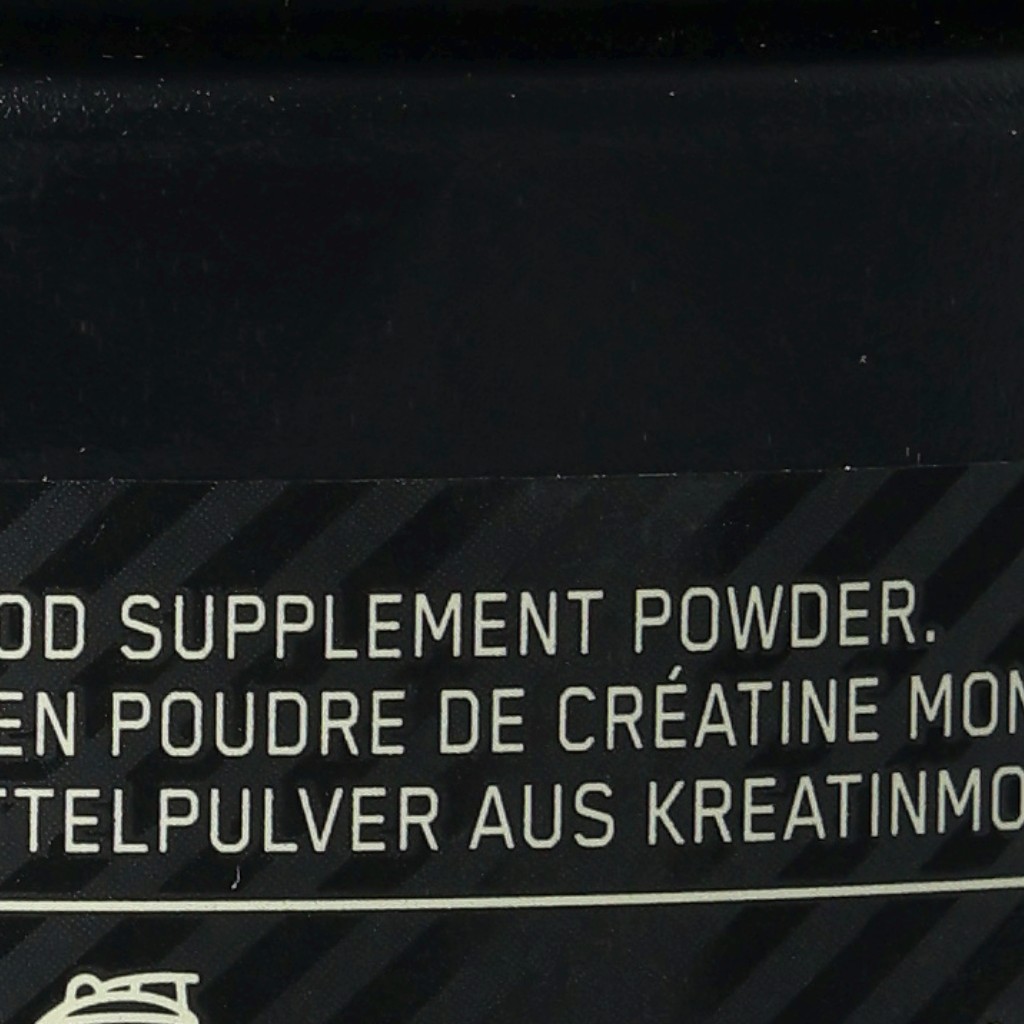 OD SUPPLEMENT POWDER.
EN POUDRE DE CRÉATINE MON
TTELPULVER AUS KREATINMO